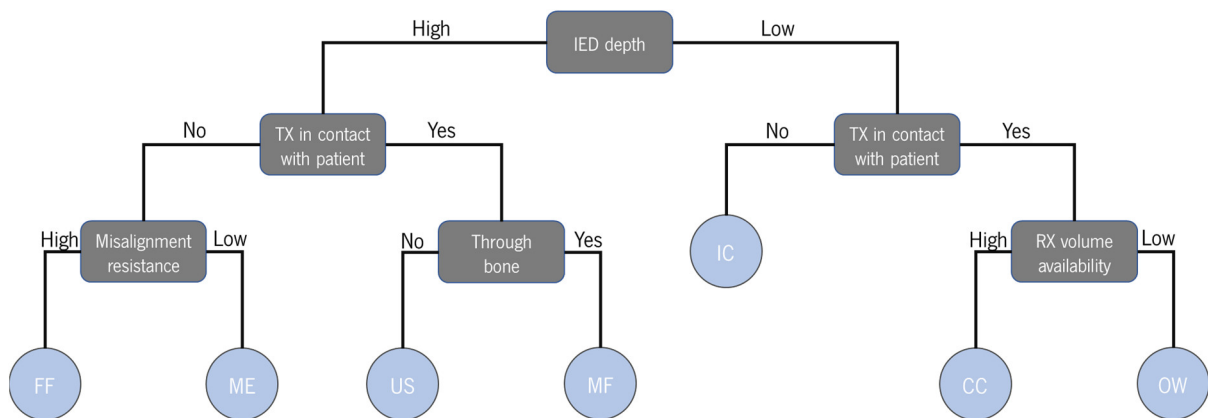 High
IED depth
Low
No
TX in contact
with patient
Yes
No
TX in contact
with patient
Yes
High
Misalignment
resistance
Low
No
Through
bone
Yes
IC
High
RX volume
availability
Low
FF
ME
US
MF
CC
OW